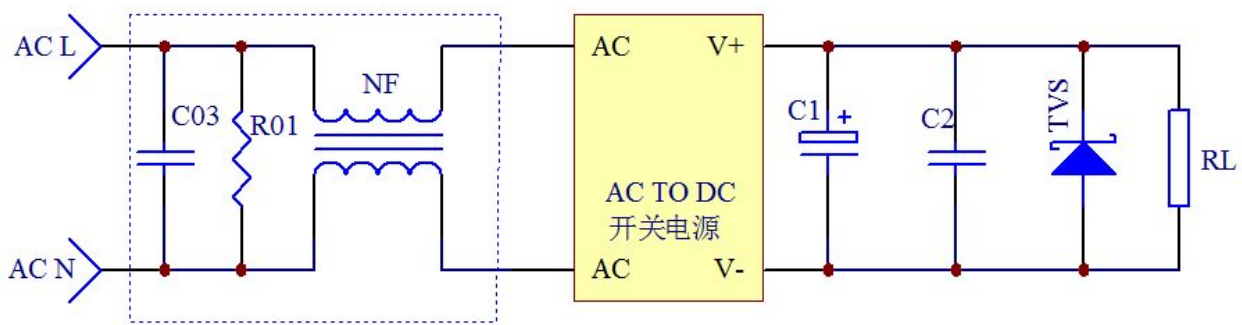 AC L
C03
R01
NF
AC
V+
C1
+
C2
TVS
RL
AC TO DC
开关电源
AC N
AC
V-